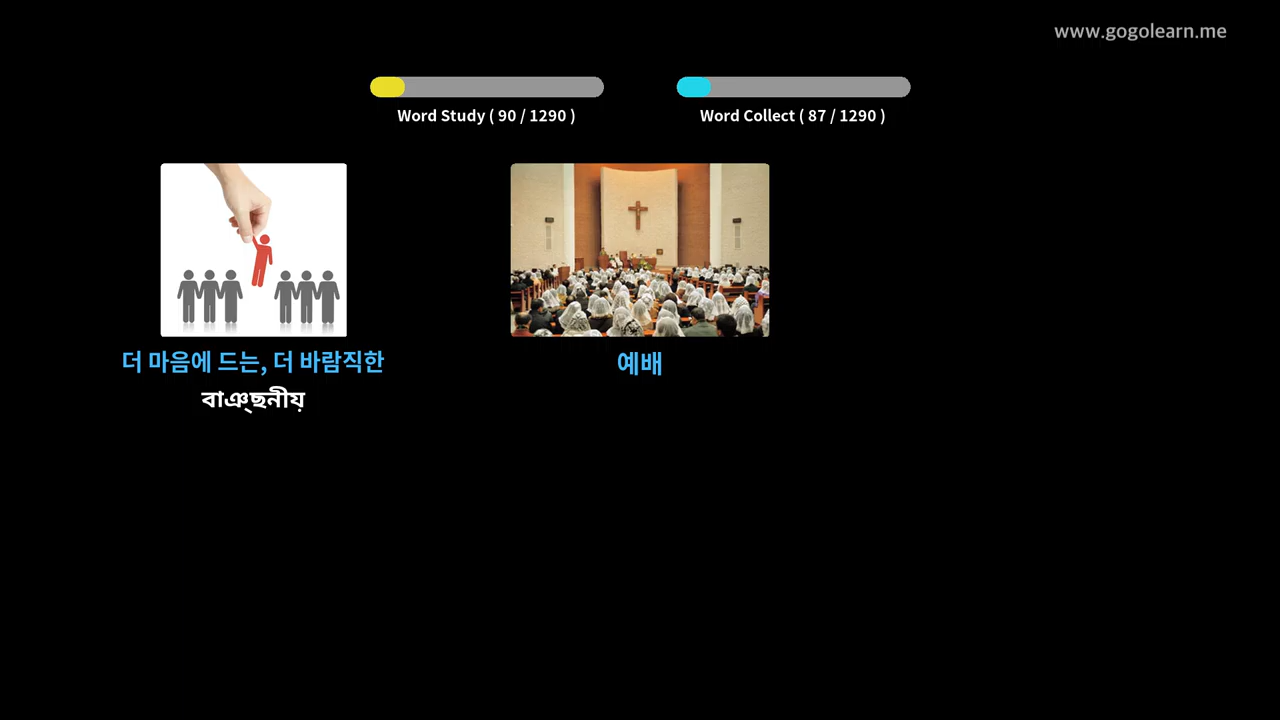 www.gogolearn.me
Word Study ( 90 / 1290 )
Word Collect ( 87 / 1290 )
더 마음에 드는, 더 바람직한
예배
বাঞ্ছনীয়